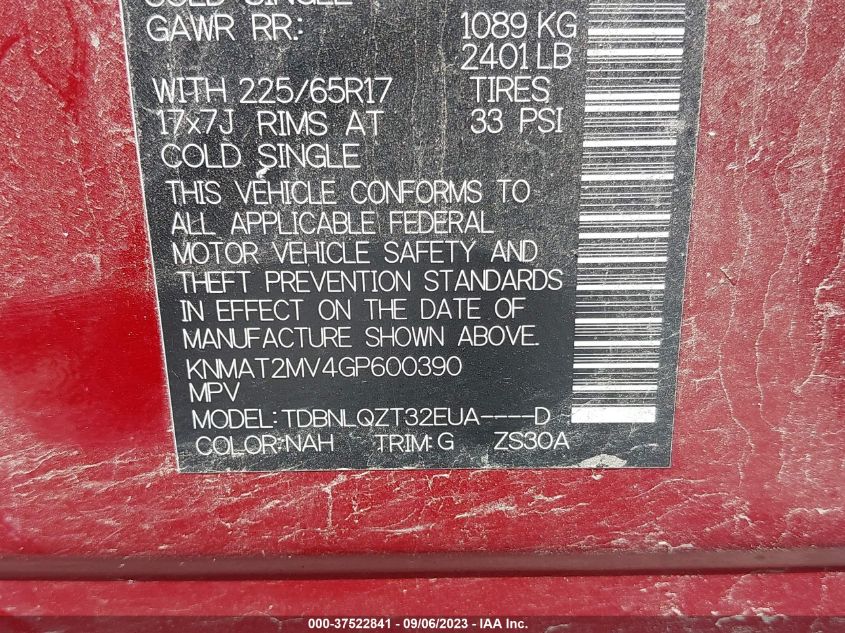 COLD SINGLE
GAWR RR: 1089 KG
2401 LB
WITH 225/65R17 TIRES
17x7J RIMS AT 33 PSI
COLD SINGLE
THIS VEHICLE CONFORMS TO
ALL APPLICABLE FEDERAL
MOTOR VEHICLE SAFETY AND
THEFT PREVENTION STANDARDS
IN EFFECT ON THE DATE OF
MANUFACTURE SHOWN ABOVE.
KNMAT2MV4GP600390
MPV
MODEL:TDBNLQZT32EUA----D
COLOR:NAH TRIM:G ZS30A
000-37522841 - 09/06/2023 - IAA Inc.